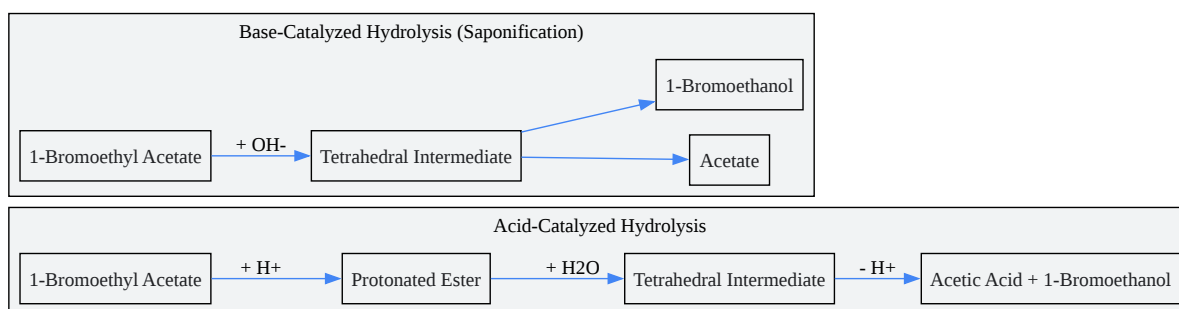 Base-Catalyzed Hydrolysis (Saponification)
1-Bromoethyl Acetate
+ OH-
Tetrahedral Intermediate
1-Bromoethanol
Acetate
Acid-Catalyzed Hydrolysis
1-Bromoethyl Acetate
+ H+
Protonated Ester
+ H2O
Tetrahedral Intermediate
- H+
Acetic Acid + 1-Bromoethanol